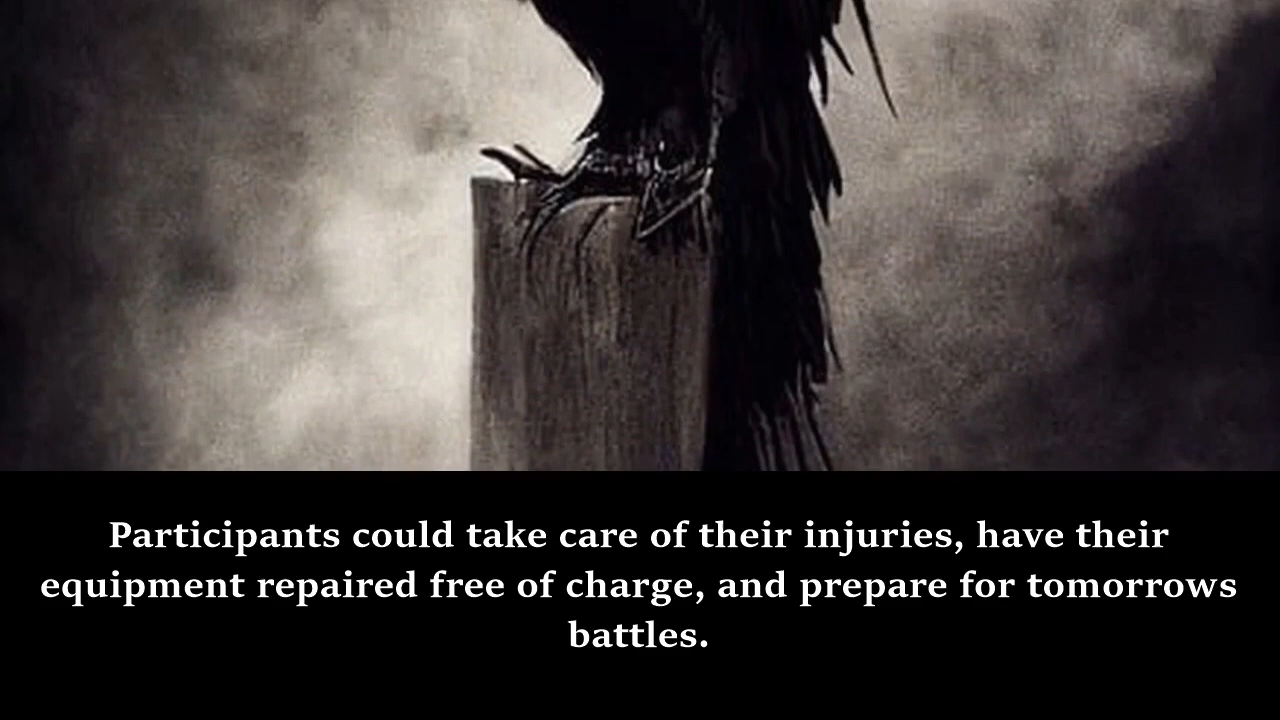 Participants could take care of their injuries, have their
equipment repaired free of charge, and prepare for tomorrows
battles.